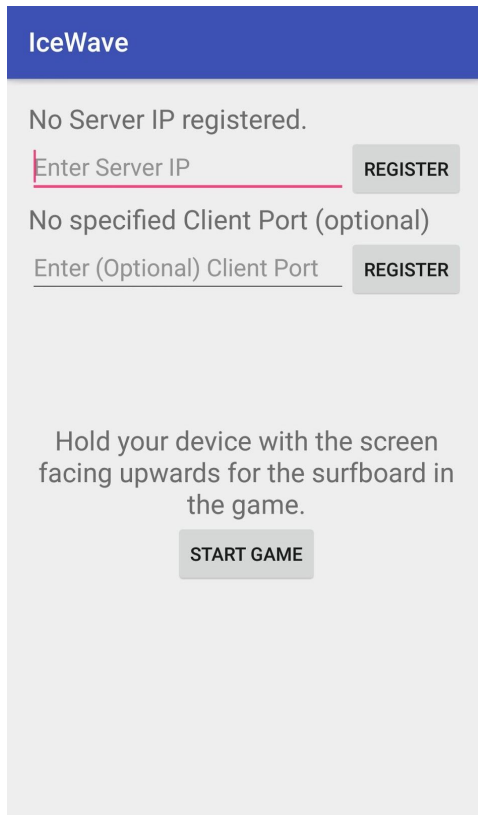 IceWave
No Server IP registered.
Enter Server IP
REGISTER
No specified Client Port (optional)
Enter (Optional) Client Port
REGISTER
Hold your device with the screen
facing upwards for the surfboard in
the game.
START GAME